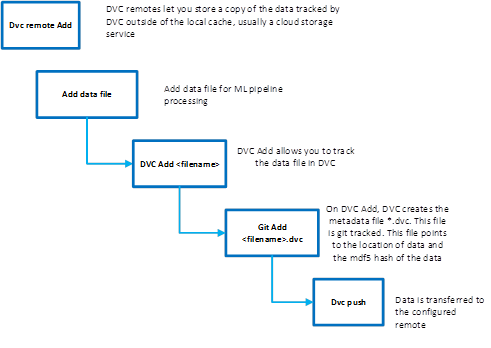 Dvc remote Add
DVC remotes let you store a copy of the data tracked by
DVC outside of the local cache, usually a cloud storage
service
Add data file
Add data file for ML pipeline
processing
DVC Add <filename>
DVC Add allows you to track
the data file in DVC
Git Add
<filename>.dvc
On DVC Add, DVC creates the
metadata file *.dvc. This file
is git tracked. This file points
to the location of data and
the mdf5 hash of the data
Dvc push
Data is transferred to
the configured
remote